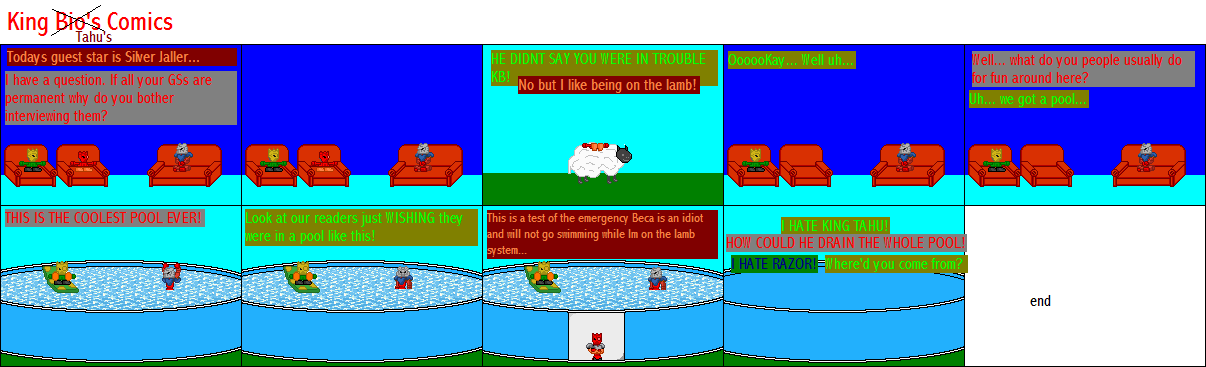 King Bio's Comics
Tahu's
Todays guest star is Silver Jaller...
I have a question. If all your GSs are
permanent why do you bother
interviewing them?
HE DIDNT SAY YOU WERE IN TROUBLE
KB!
No but I like being on the lamb!
OooooKay... Well uh...
Well... what do you people usually do
for fun around here?
Uh... we got a pool...
THIS IS THE COOLEST POOL EVER!
Look at our readers just WISHING they
were in a pool like this!
This is a test of the emergency Beca is an idiot
and will not go swimming while Im on the lamb
system...
I HATE KING TAHU!
HOW COULD HE DRAIN THE WHOLE POOL!
I HATE RAZOR!
Where'd you come from?
end